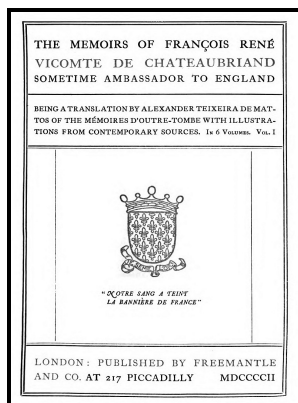 THE MEMOIRS OF FRANÇOIS RENÉ
VICOMTE DE CHATEAUBRIAND
SOMETIME AMBASSADOR TO ENGLAND
BEING A TRANSLATION BY ALEXANDER TEIXEIRA DE MAT-
TOS OF THE MÉMOIRES D'OUTRE-TOMBE WITH ILLUSTRA-
TIONS FROM CONTEMPORARY SOURCES. In 6 Volumes. Vol. I
"NOTRE SANG A TEINT
LA BANNIÈRE DE FRANCE"
LONDON: PUBLISHED BY FREEMANTLE
AND CO. AT 217 PICCADILLY MDCCCCII